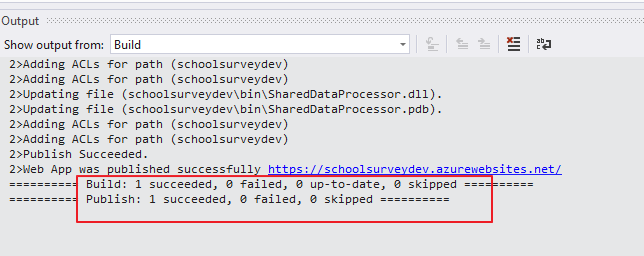 Output
Show output from: Build
2>Adding ACLs for path (schoolsurveydev)
2>Adding ACLs for path (schoolsurveydev)
2>Updating file (schoolsurveydev\bin\SharedDataProcessor.dll).
2>Updating file (schoolsurveydev\bin\SharedDataProcessor.pdb).
2>Adding ACLs for path (schoolsurveydev)
2>Adding ACLs for path (schoolsurveydev)
2>Publish Succeeded.
2>Web App was published successfully https://schoolsurveydev.azurewebsites.net/
========== Build: 1 succeeded, 0 failed, 0 up-to-date, 0 skipped ==========
========== Publish: 1 succeeded, 0 failed, 0 skipped ==========